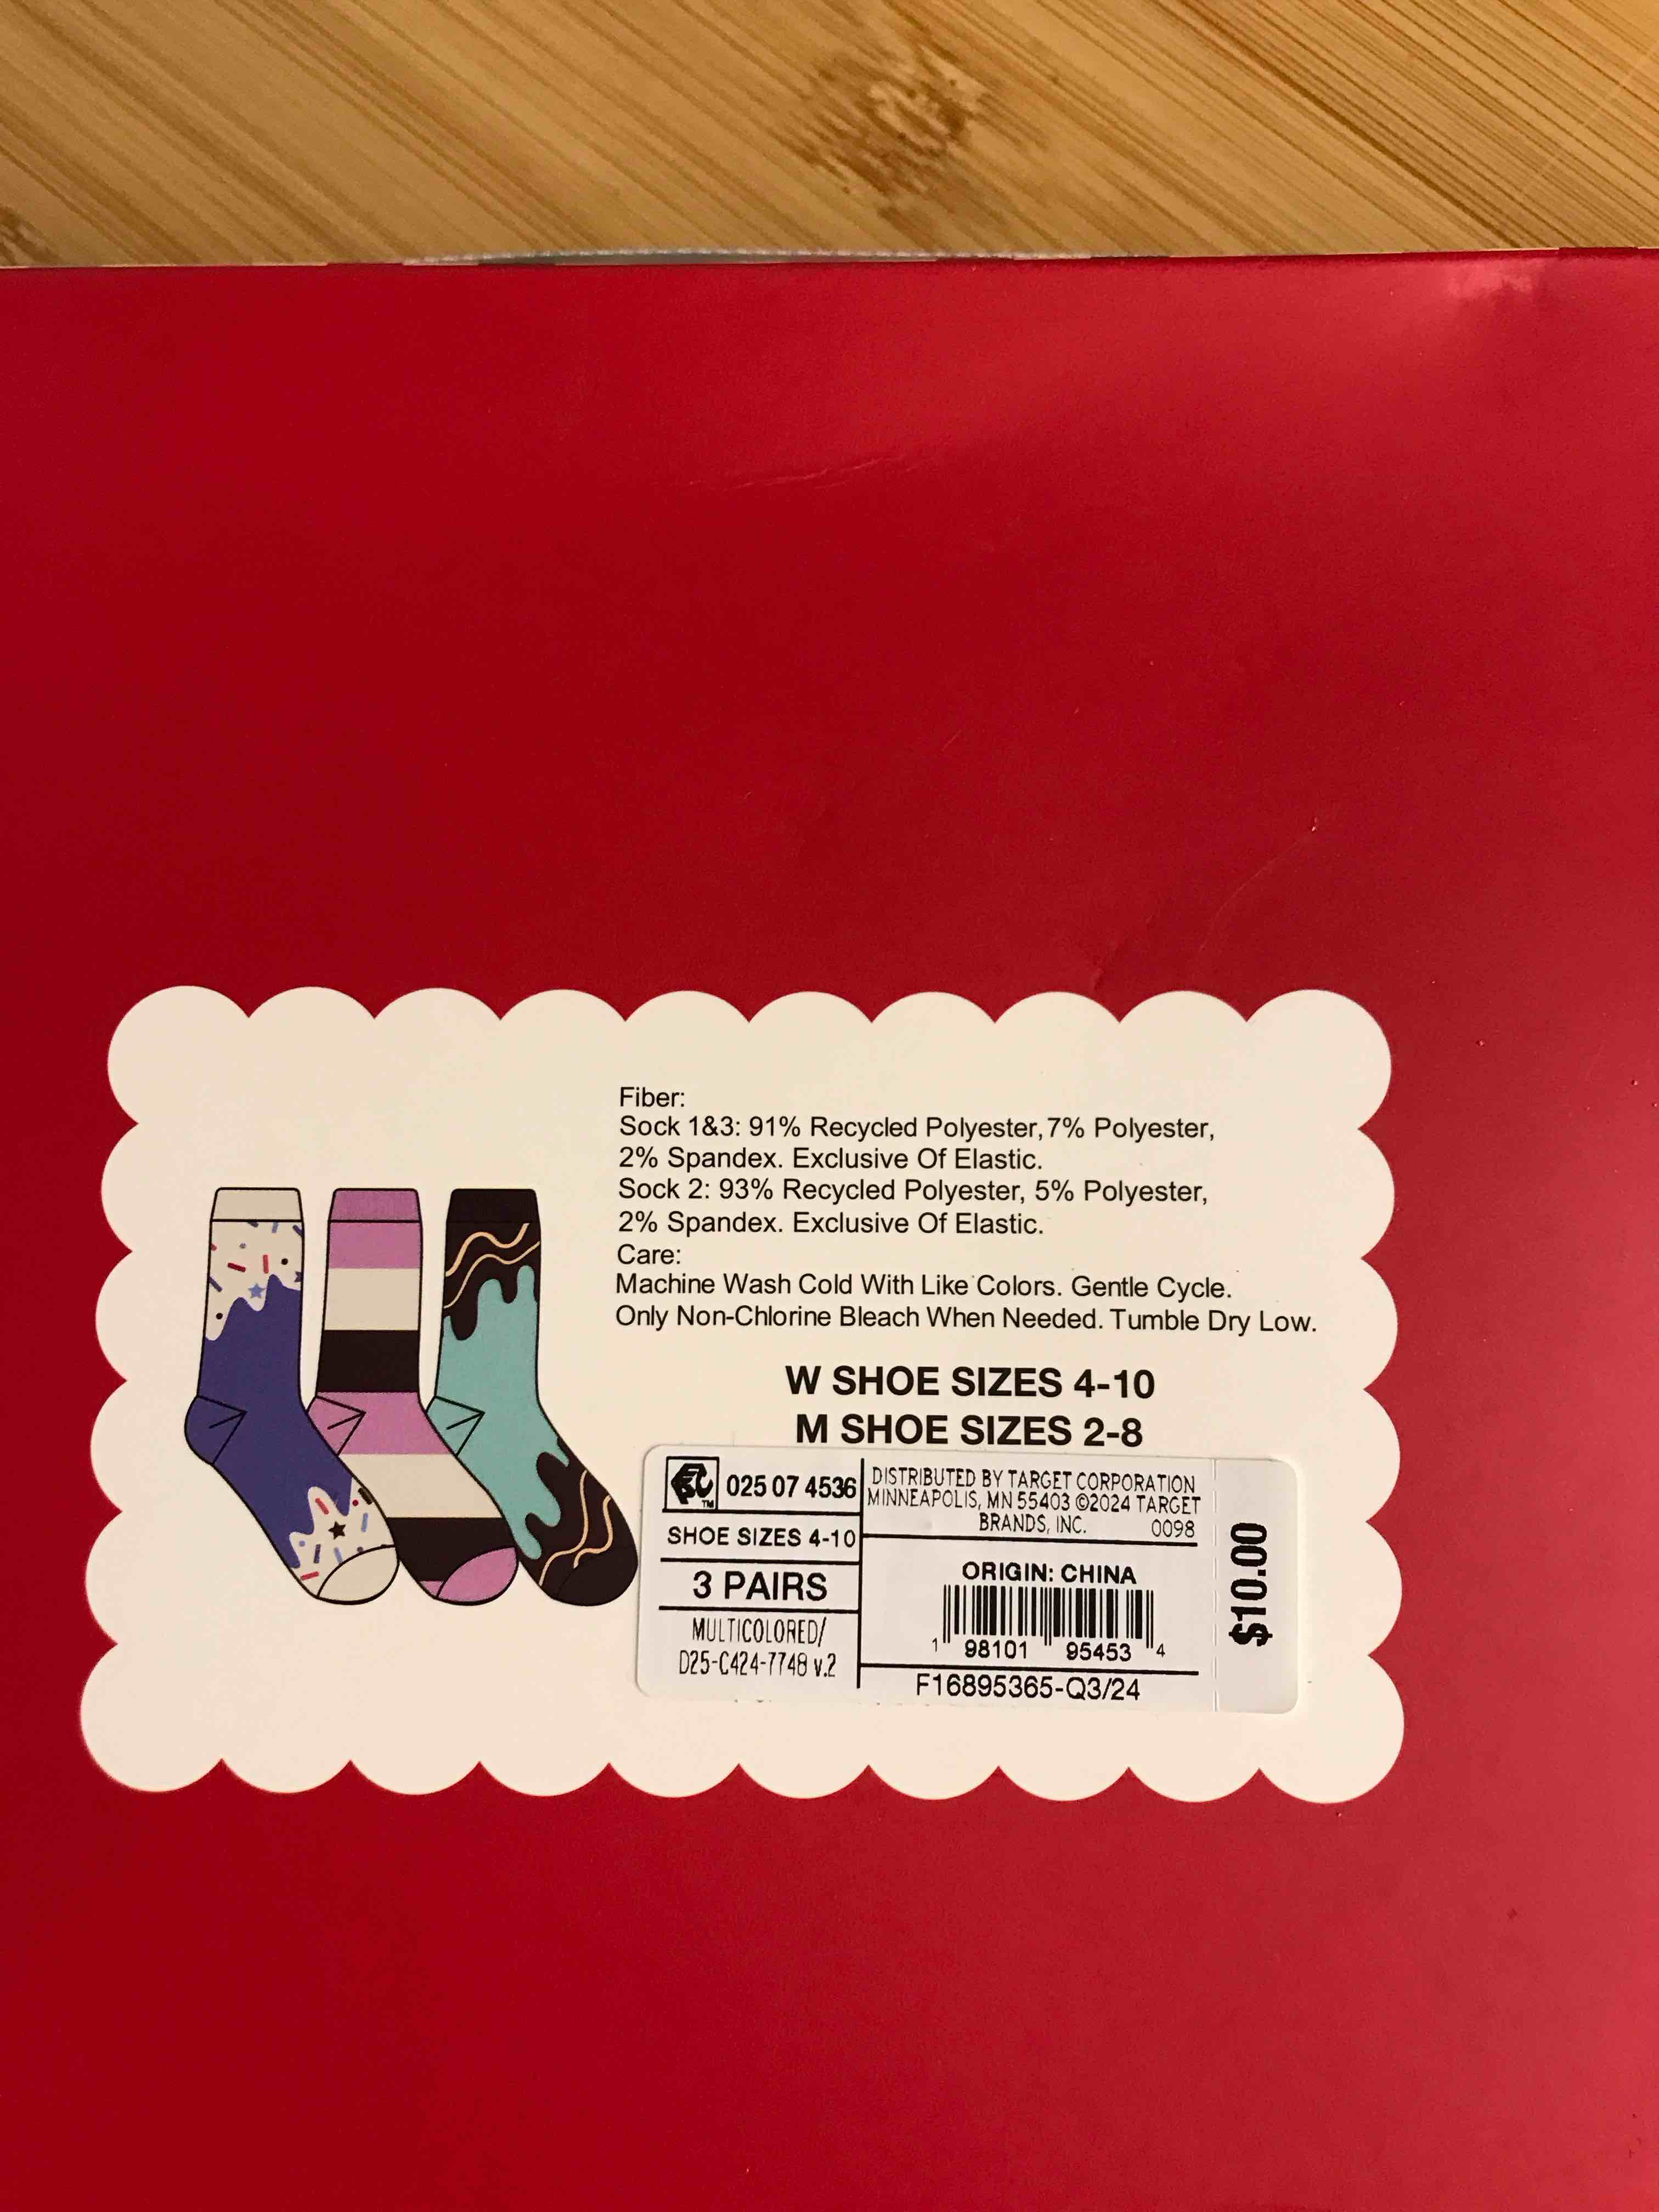 Fiber:
Sock 1&3: 91% Recycled Polyester, 7% Polyester,
2% Spandex. Exclusive Of Elastic.
Sock 2: 93% Recycled Polyester, 5% Polyester,
2% Spandex. Exclusive Of Elastic.
Care:
Machine Wash Cold With Like Colors. Gentle Cycle.
Only Non-Chlorine Bleach When Needed. Tumble Dry Low.
W SHOE SIZES 4-10
M SHOE SIZES 2-8
TM
025 07 4536
SHOE SIZES 4-10
3 PAIRS
MULTICOLORED/
D25-C424-7748 v.2
DISTRIBUTED BY TARGET CORPORATION
MINNEAPOLIS, MN 55403 ©2024 TARGET
BRANDS, INC. 0098
ORIGIN: CHINA
1 98101 95453 4
F16895365-Q3/24
$10.00